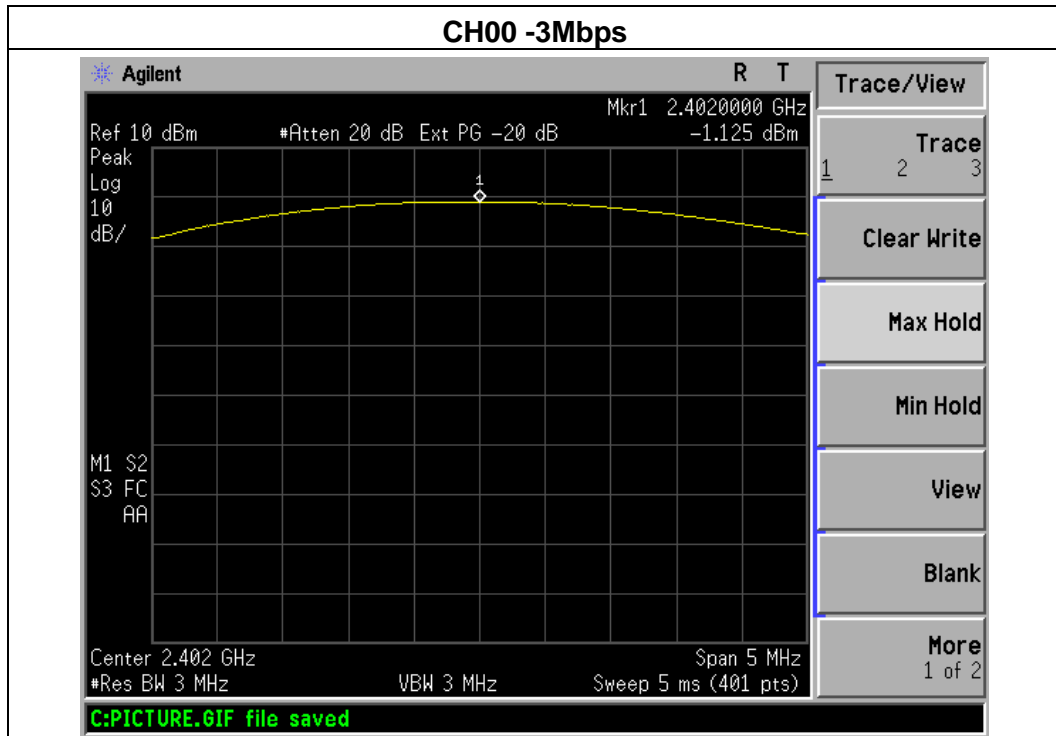 CH00 -3Mbps
Agilent R T
Mkr1 2.4020000 GHz
Ref 10 dBm #Atten 20 dB Ext PG -20 dB -1.125 dBm
Peak
Log
10
dB/
1
M1 S2
S3 FC
AA
Center 2.402 GHz Span 5 MHz
#Res BW 3 MHz VBW 3 MHz Sweep 5 ms (401 pts)
C:PICTURE.GIF file saved
Trace/View
Trace
1 2 3
Clear Write
Max Hold
Min Hold
View
Blank
More
1 of 2